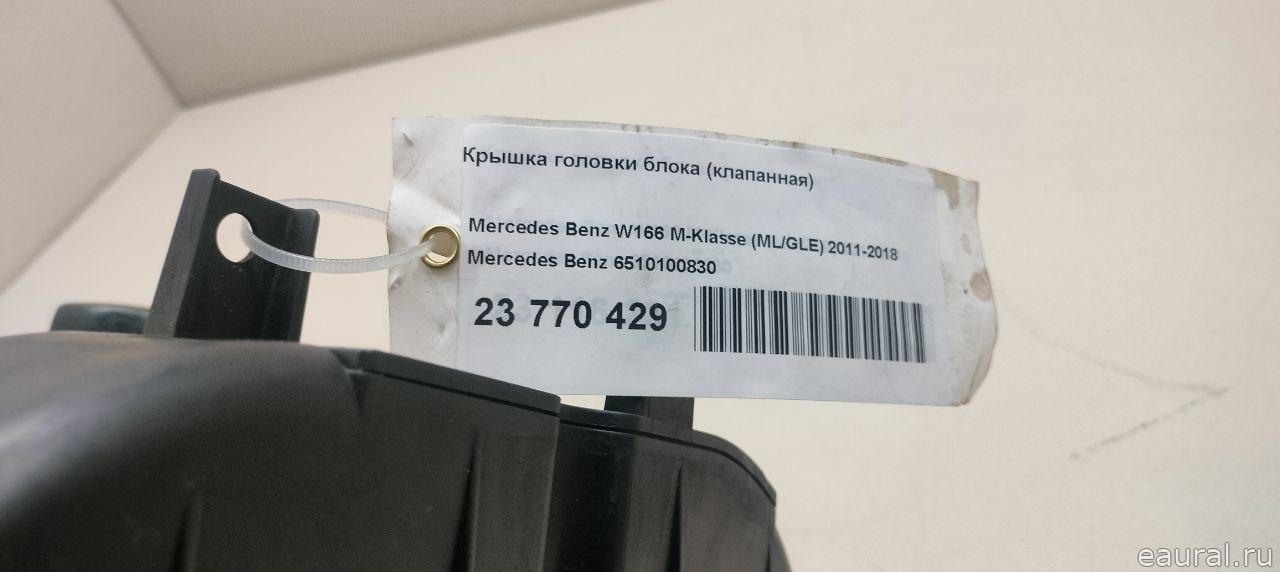 Крышка головки блока (клапанная)
Mercedes Benz W166 M-Klasse (ML/GLE) 2011-2018
Mercedes Benz 6510100830
23 770 429
eaural.ru